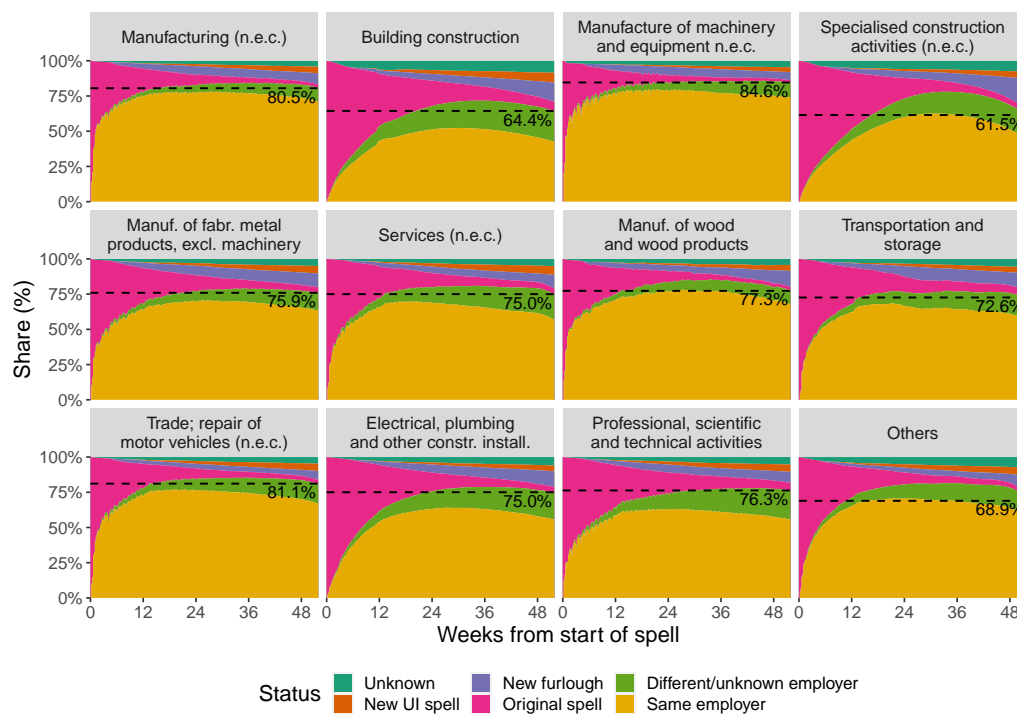 Manufacturing (n.e.c.)
Building construction
Manufacture of machinery
and equipment n.e.c.
Specialised construction
activities (n.e.c.)
100%
75%
50%
25%
0%
80.5%
64.4%
84.6%
61.5%
Manuf. of fabr. metal
products, excl. machinery
Services (n.e.c.)
Manuf. of wood
and wood products
Transportation and
storage
100%
75%
50%
25%
0%
75.9%
75.0%
77.3%
72.6%
Share (%)
Trade; repair of
motor vehicles (n.e.c.)
Electrical, plumbing
and other constr. install.
Professional, scientific
and technical activities
Others
100%
75%
50%
25%
0%
81.1%
75.0%
76.3%
68.9%
0 12 24 36 48
0 12 24 36 48
0 12 24 36 48
0 12 24 36 48
Weeks from start of spell
Status
Unknown
New furlough
Different/unknown employer
New UI spell
Original spell
Same employer